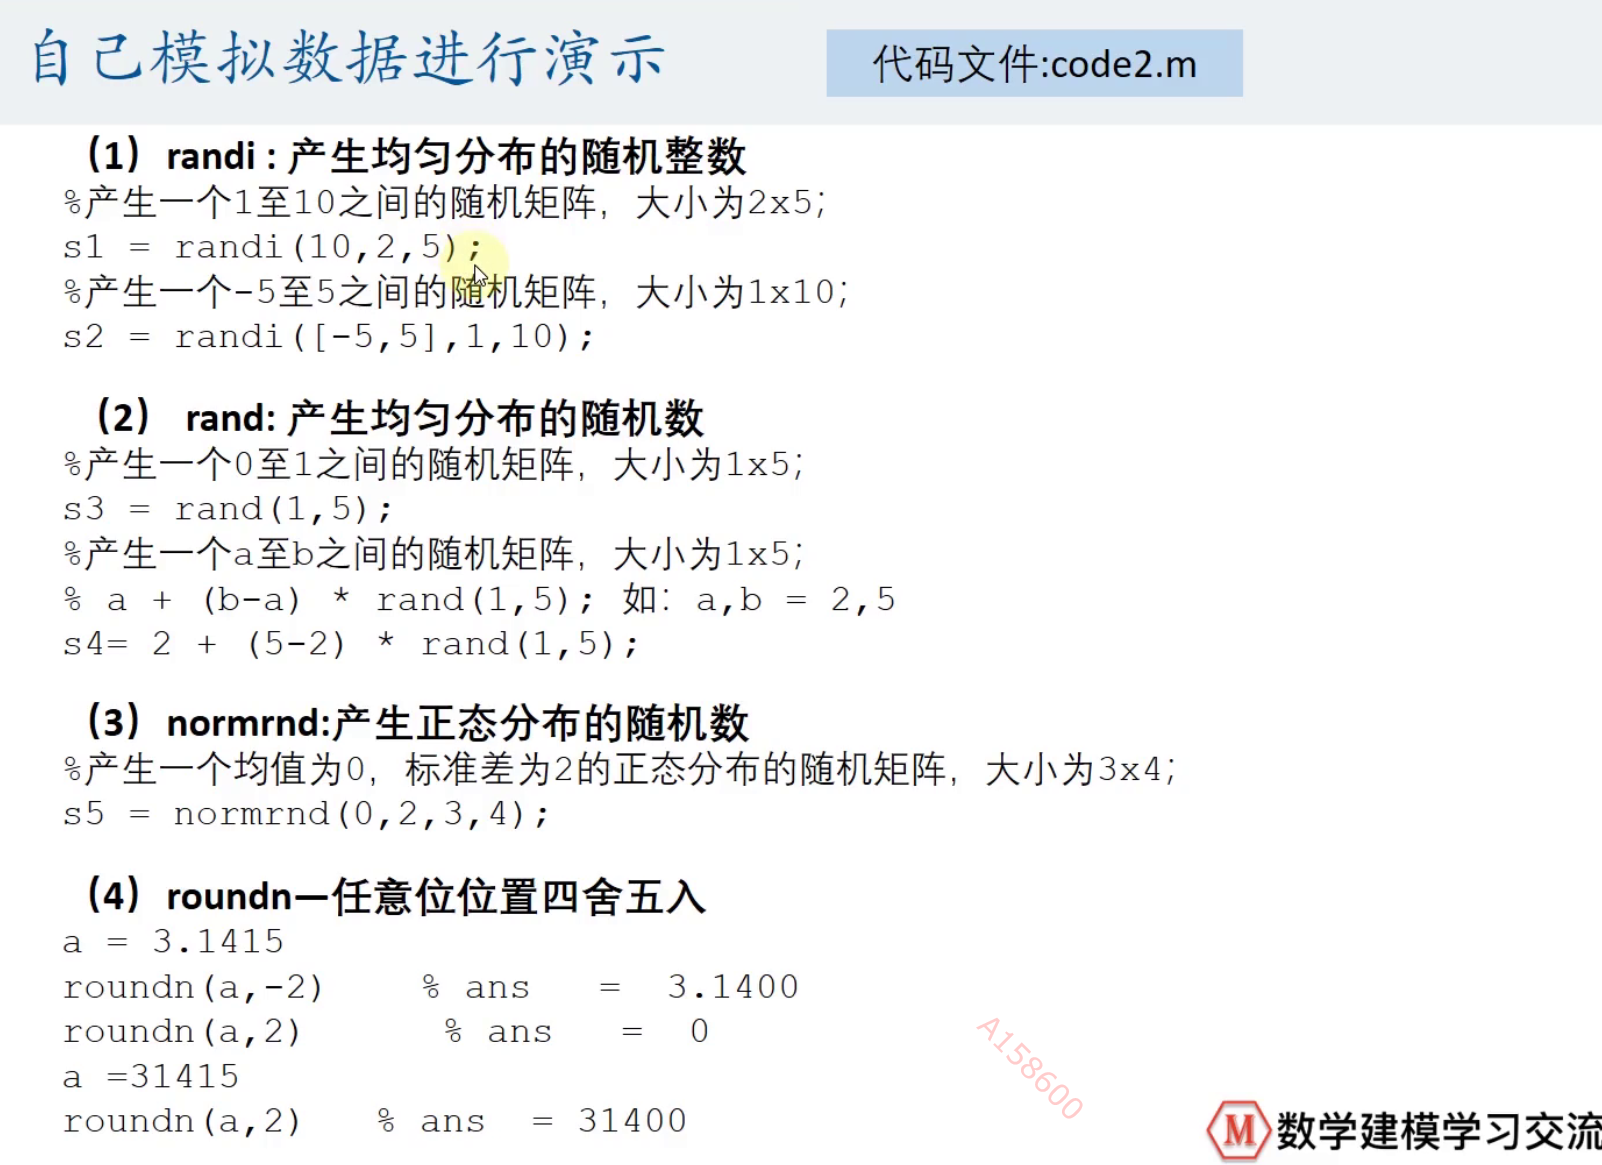 自己模拟数据进行演示
代码文件:code2.m
（1）randi : 产生均匀分布的随机整数
%产生一个1至10之间的随机矩阵，大小为2x5;
s1 = randi(10,2,5);
%产生一个-5至5之间的随机矩阵，大小为1x10;
s2 = randi([-5,5],1,10);
（2） rand: 产生均匀分布的随机数
%产生一个0至1之间的随机矩阵，大小为1x5;
s3 = rand(1,5);
%产生一个a至b之间的随机矩阵，大小为1x5;
% a + (b-a) * rand(1,5); 如: a,b = 2,5
s4= 2 + (5-2) * rand(1,5);
（3）normrnd:产生正态分布的随机数
%产生一个均值为0，标准差为2的正态分布的随机矩阵，大小为3x4;
s5 = normrnd(0,2,3,4);
（4）roundn—任意位位置四舍五入
a = 3.1415
roundn(a,-2) % ans = 3.1400
roundn(a,2) % ans = 0
a =31415
roundn(a,2) % ans = 31400
A158600
M 数学建模学习交流